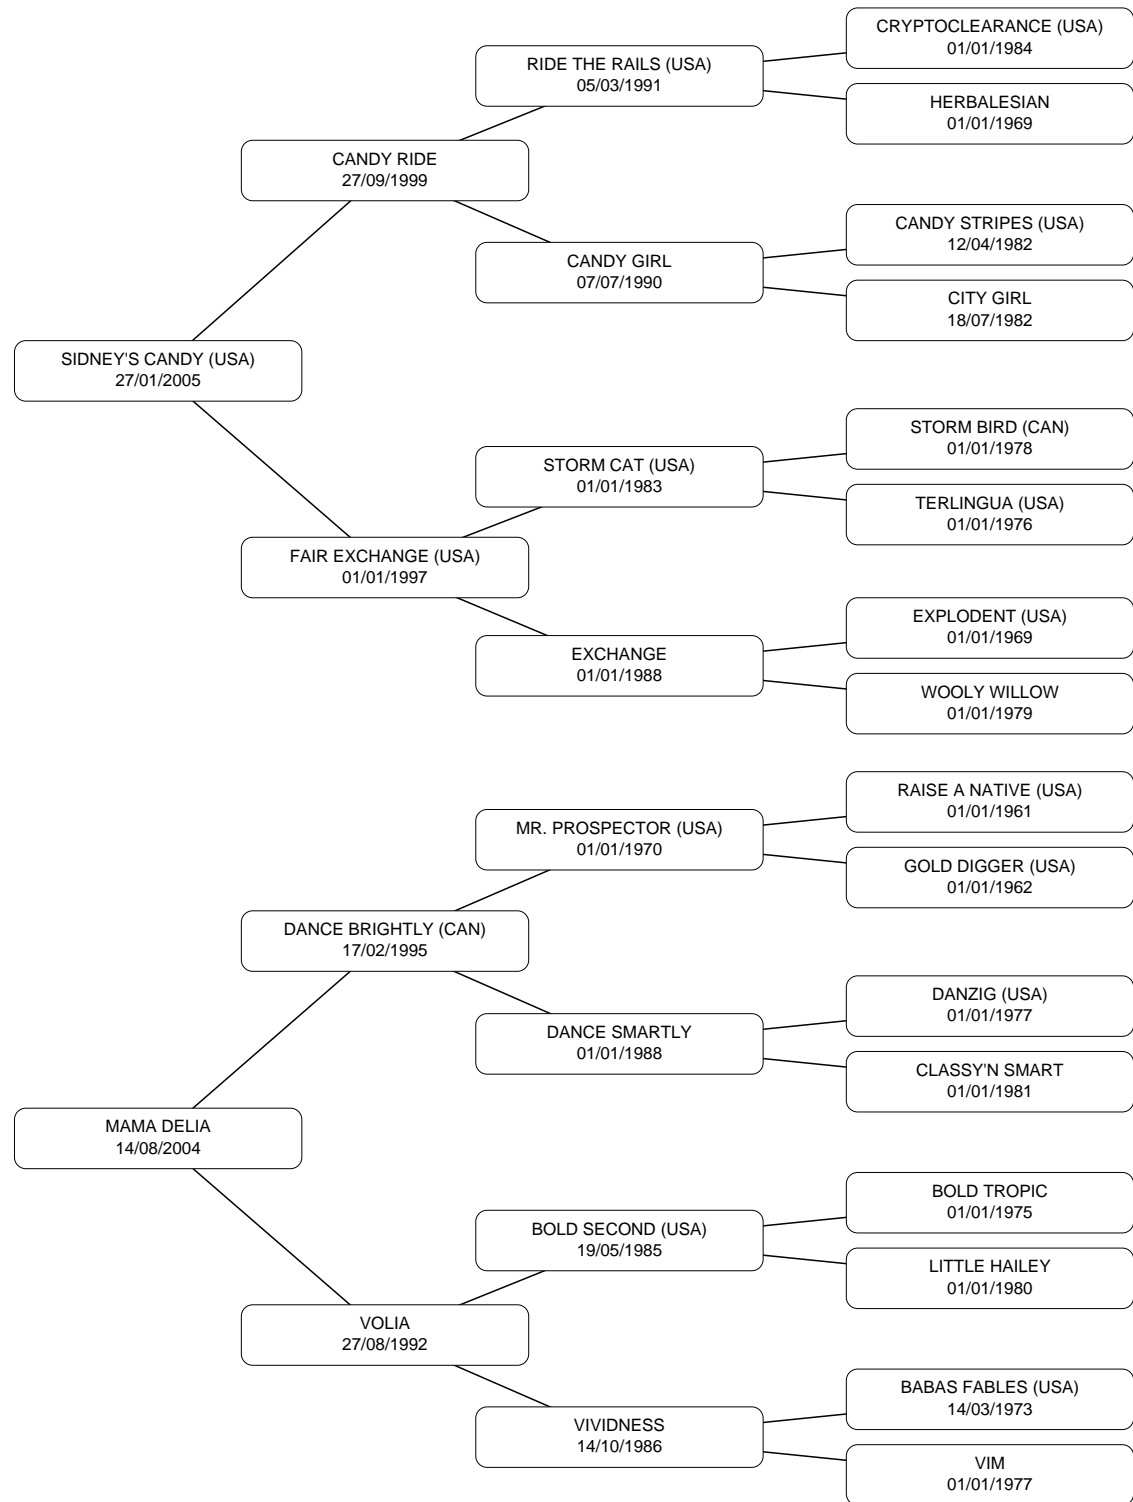 CRYPTOCLEARANCE (USA)
01/01/1984
RIDE THE RAILS (USA)
05/03/1991
HERBALESIAN
01/01/1969
CANDY RIDE
27/09/1999
CANDY STRIPES (USA)
12/04/1982
CANDY GIRL
07/07/1990
CITY GIRL
18/07/1982
SIDNEY'S CANDY (USA)
27/01/2005
STORM BIRD (CAN)
01/01/1978
STORM CAT (USA)
01/01/1983
TERLINGUA (USA)
01/01/1976
FAIR EXCHANGE (USA)
01/01/1997
EXPLODENT (USA)
01/01/1969
EXCHANGE
01/01/1988
WOOLY WILLOW
01/01/1979
RAISE A NATIVE (USA)
01/01/1961
MR. PROSPECTOR (USA)
01/01/1970
GOLD DIGGER (USA)
01/01/1962
DANCE BRIGHTLY (CAN)
17/02/1995
DANZIG (USA)
01/01/1977
DANCE SMARTLY
01/01/1988
CLASSY'N SMART
01/01/1981
MAMA DELIA
14/08/2004
BOLD TROPIC
01/01/1975
BOLD SECOND (USA)
19/05/1985
LITTLE HAILEY
01/01/1980
VOLIA
27/08/1992
BABAS FABLES (USA)
14/03/1973
VIVIDNESS
14/10/1986
VIM
01/01/1977